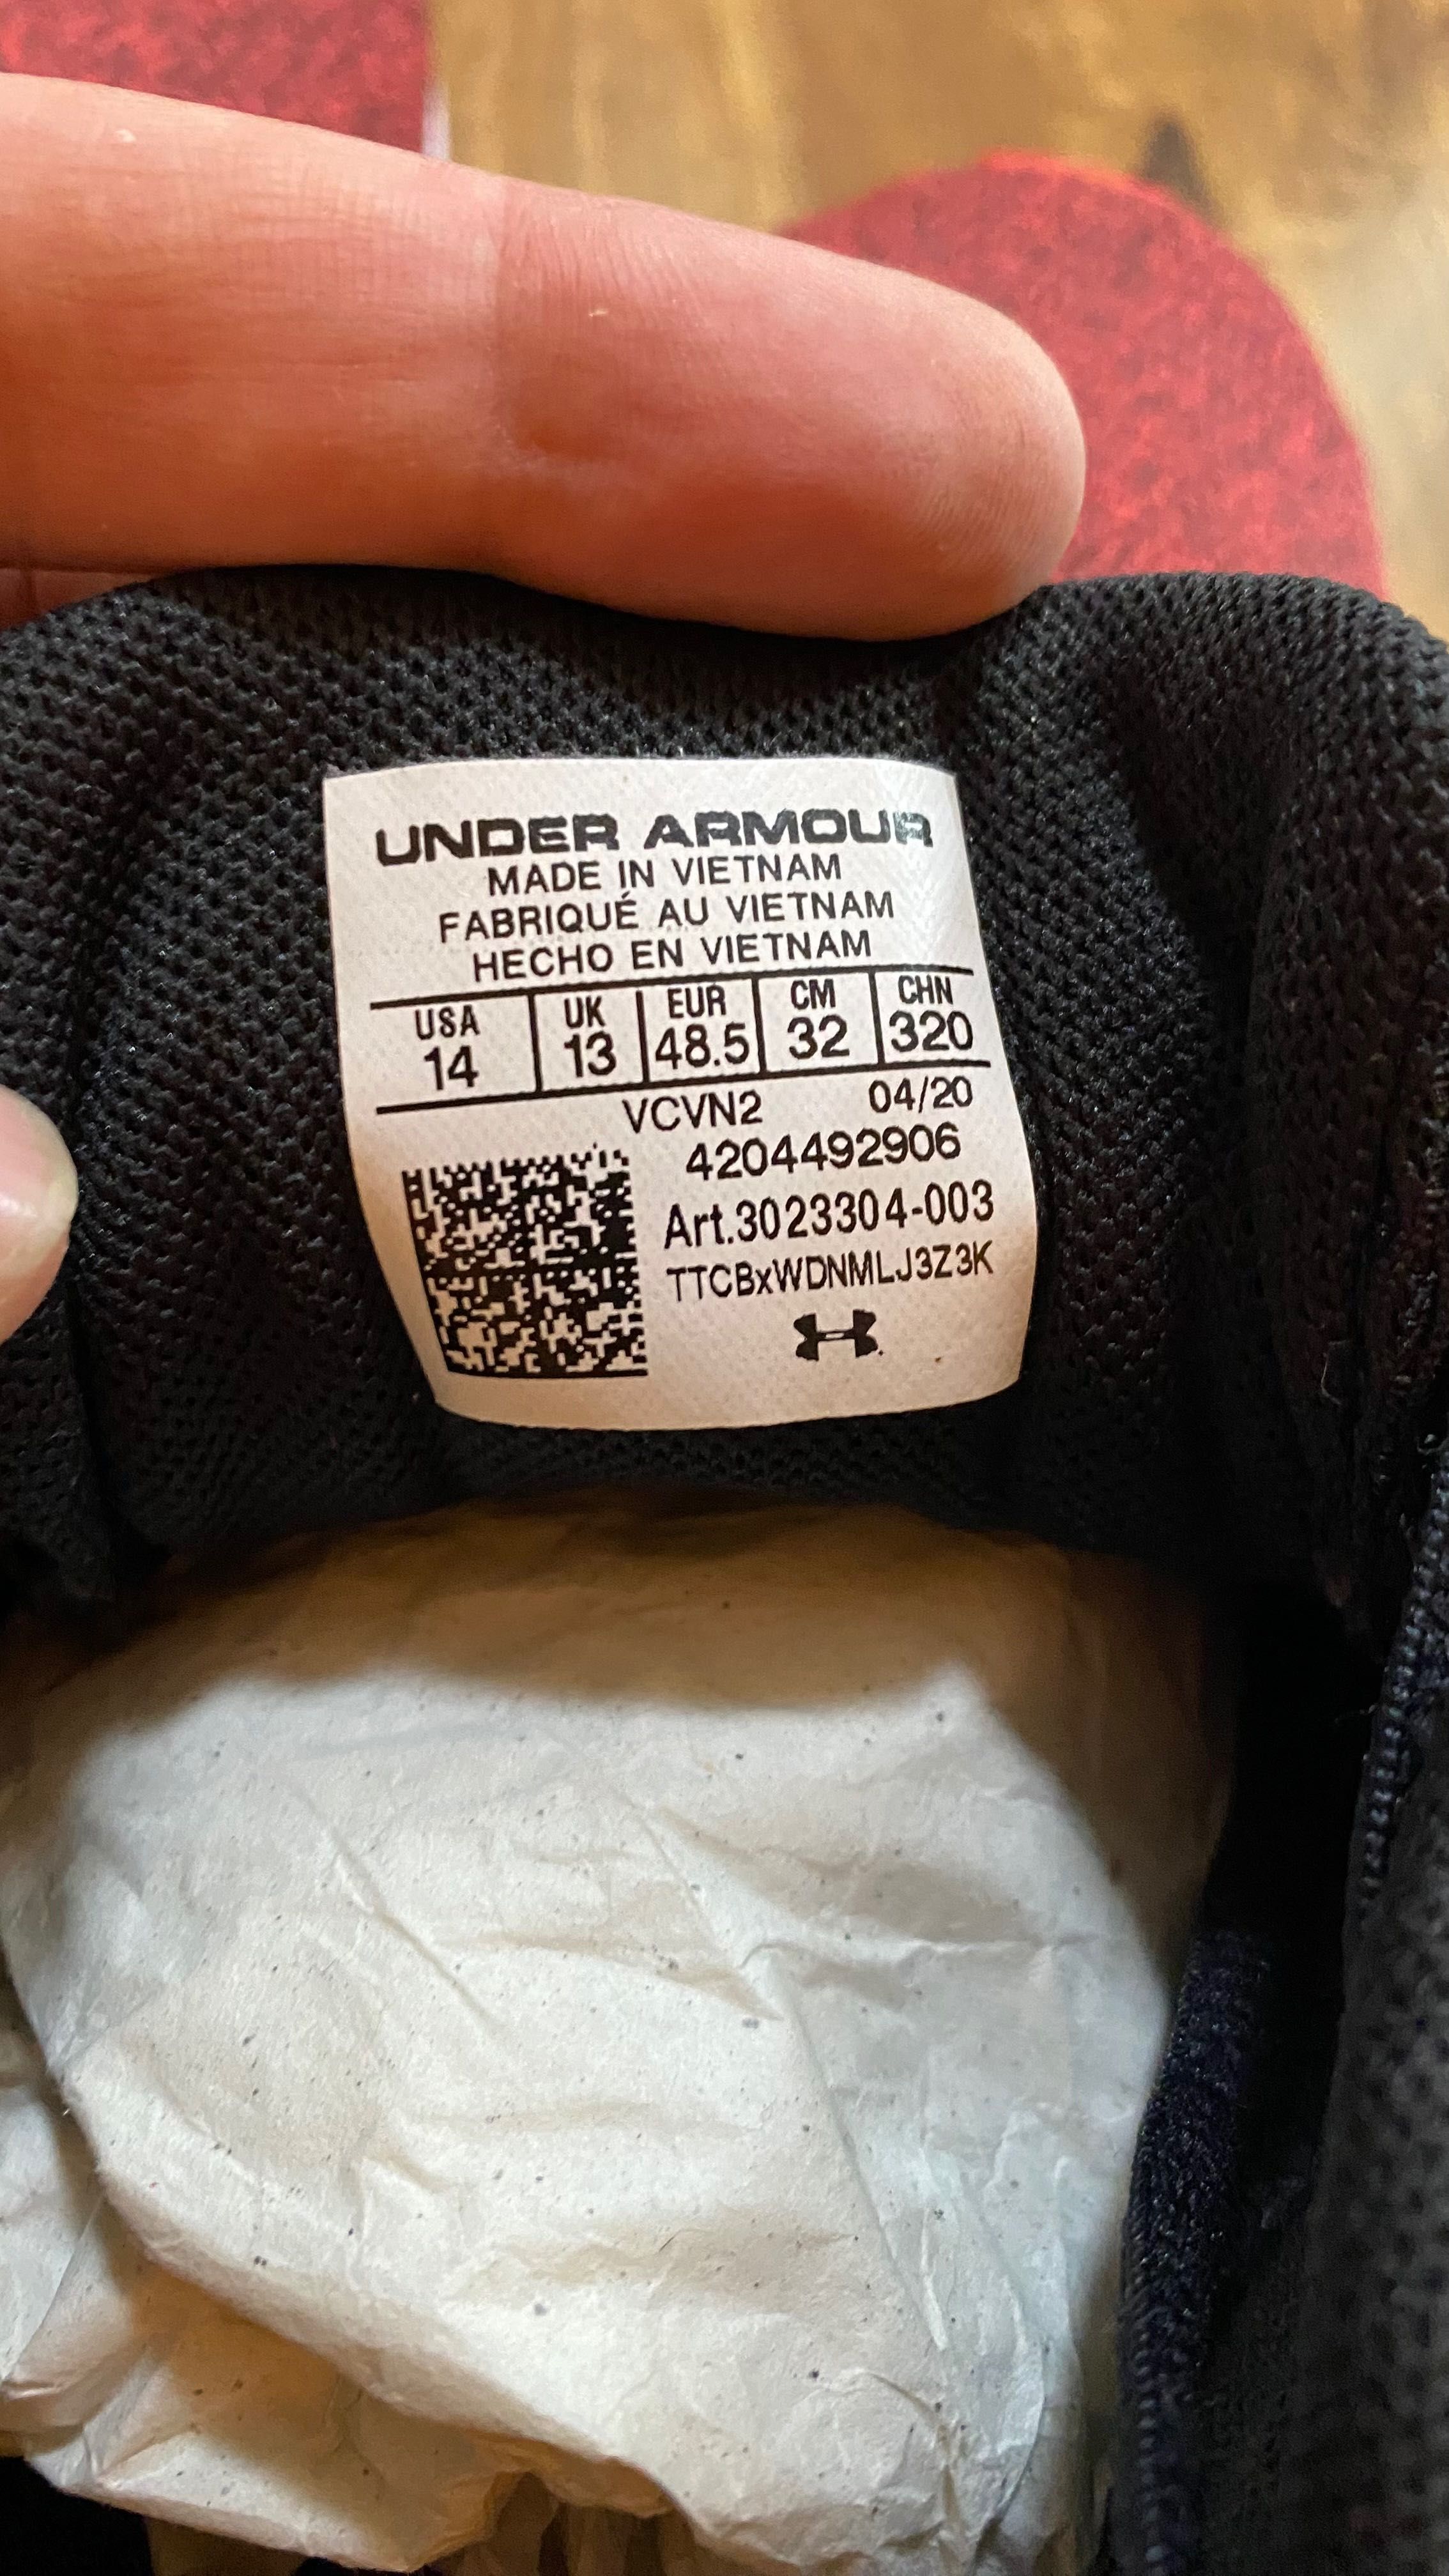 UNDER ARMOUR
MADE IN VIETNAM
FABRIQUÉ AU VIETNAM
HECHO EN VIETNAM
USA UK EUR CM CHN
14 13 48.5 32 320
VCVN2 04/20
4204492906
Art.3023304-003
TTCBxWDNMLJ3Z3K